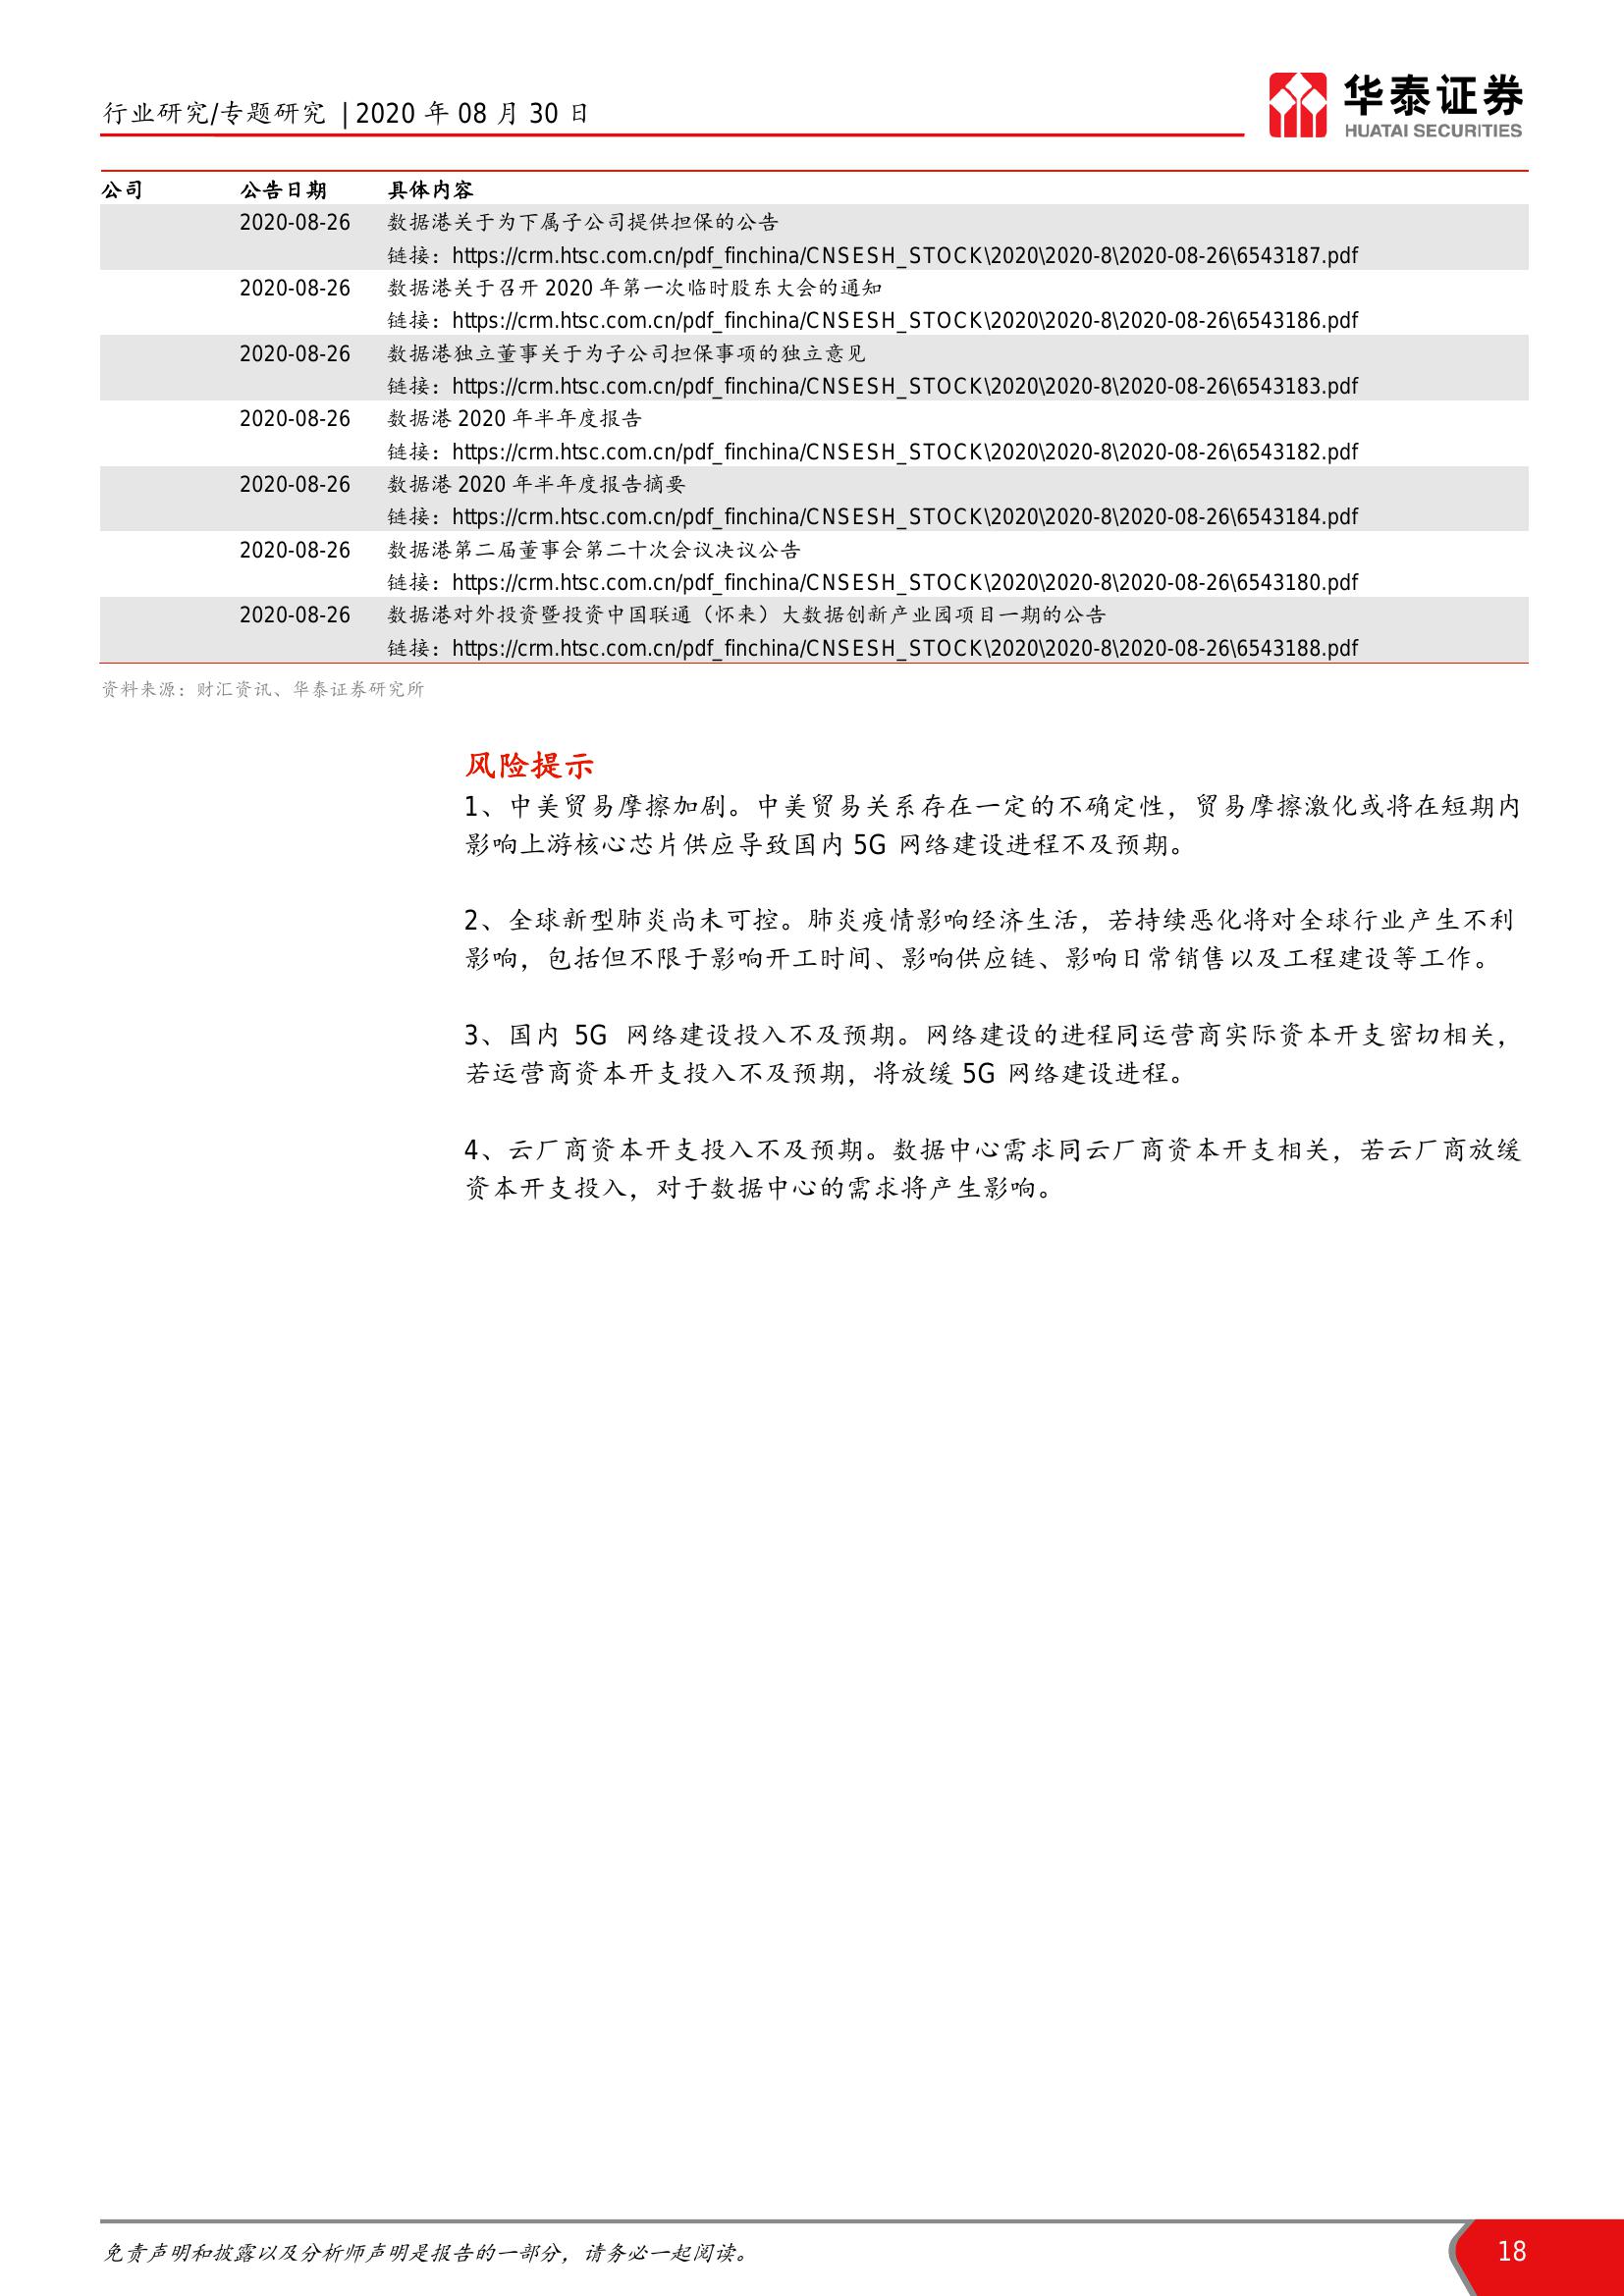 行业研究/专题研究 | 2020 年 08 月 30 日
华泰证券
HUATAI SECURITIES
公司 公告日期 具体内容
2020-08-26 数据港关于为下属子公司提供担保的公告
链接：https://crm.htsc.com.cn/pdf_finchina/CNSESH_STOCK\2020\2020-8\2020-08-26\6543187.pdf
2020-08-26 数据港关于召开 2020 年第一次临时股东大会的通知
链接：https://crm.htsc.com.cn/pdf_finchina/CNSESH_STOCK\2020\2020-8\2020-08-26\6543186.pdf
2020-08-26 数据港独立董事关于为子公司担保事项的独立意见
链接：https://crm.htsc.com.cn/pdf_finchina/CNSESH_STOCK\2020\2020-8\2020-08-26\6543183.pdf
2020-08-26 数据港 2020 年半年度报告
链接：https://crm.htsc.com.cn/pdf_finchina/CNSESH_STOCK\2020\2020-8\2020-08-26\6543182.pdf
2020-08-26 数据港 2020 年半年度报告摘要
链接：https://crm.htsc.com.cn/pdf_finchina/CNSESH_STOCK\2020\2020-8\2020-08-26\6543184.pdf
2020-08-26 数据港第二届董事会第二十次会议决议公告
链接：https://crm.htsc.com.cn/pdf_finchina/CNSESH_STOCK\2020\2020-8\2020-08-26\6543180.pdf
2020-08-26 数据港对外投资暨投资中国联通（怀来）大数据创新产业园项目一期的公告
链接：https://crm.htsc.com.cn/pdf_finchina/CNSESH_STOCK\2020\2020-8\2020-08-26\6543188.pdf
资料来源：财汇资讯、华泰证券研究所
风险提示
1、中美贸易摩擦加剧。中美贸易关系存在一定的不确定性，贸易摩擦激化或将在短期内
影响上游核心芯片供应导致国内 5G 网络建设进程不及预期。
2、全球新型肺炎尚未可控。肺炎疫情影响经济生活，若持续恶化将对全球行业产生不利
影响，包括但不限于影响开工时间、影响供应链、影响日常销售以及工程建设等工作。
3、国内 5G 网络建设投入不及预期。网络建设的进程同运营商实际资本开支密切相关，
若运营商资本开支投入不及预期，将放缓 5G 网络建设进程。
4、云厂商资本开支投入不及预期。数据中心需求同云厂商资本开支相关，若云厂商放缓
资本开支投入，对于数据中心的需求将产生影响。
免责声明和披露以及分析师声明是报告的一部分，请务必一起阅读。
18